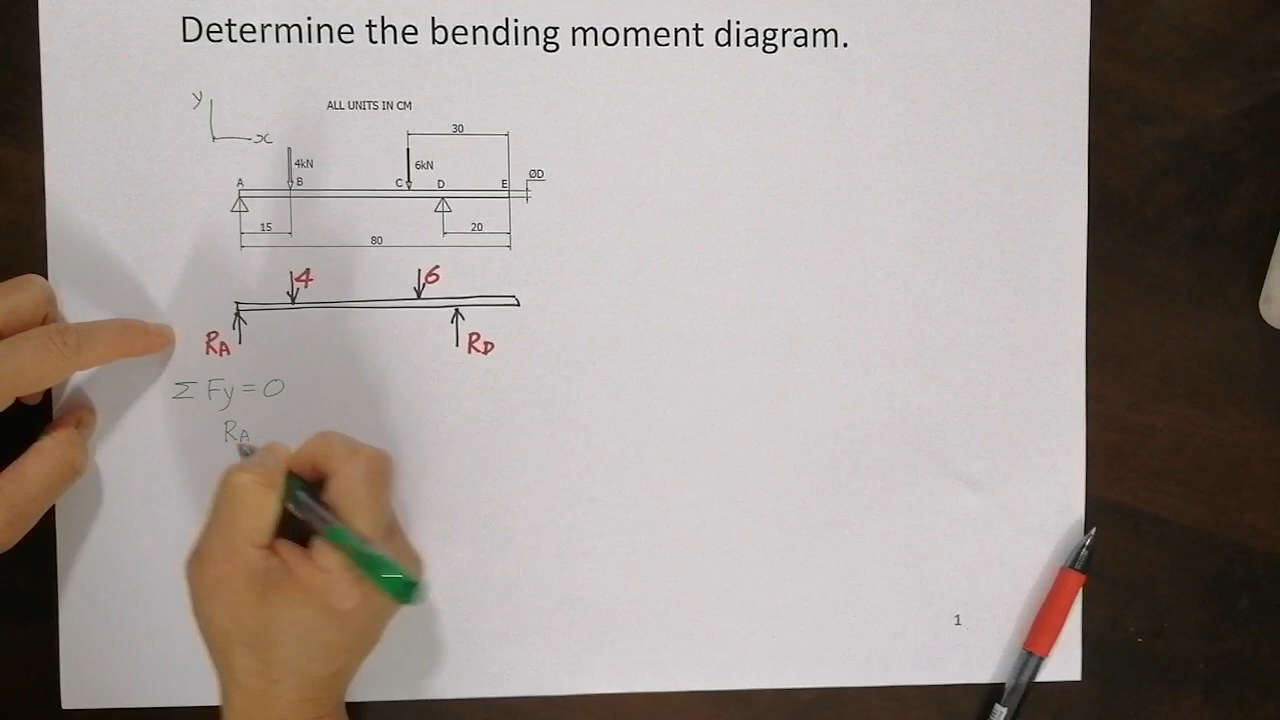 Determine the bending moment diagram.
y
ALL UNITS IN CM
x
30
4kN
6kN
ØD
A B C D E
15
20
80
4 6
RA RD
Σ Fy = 0
RA
1